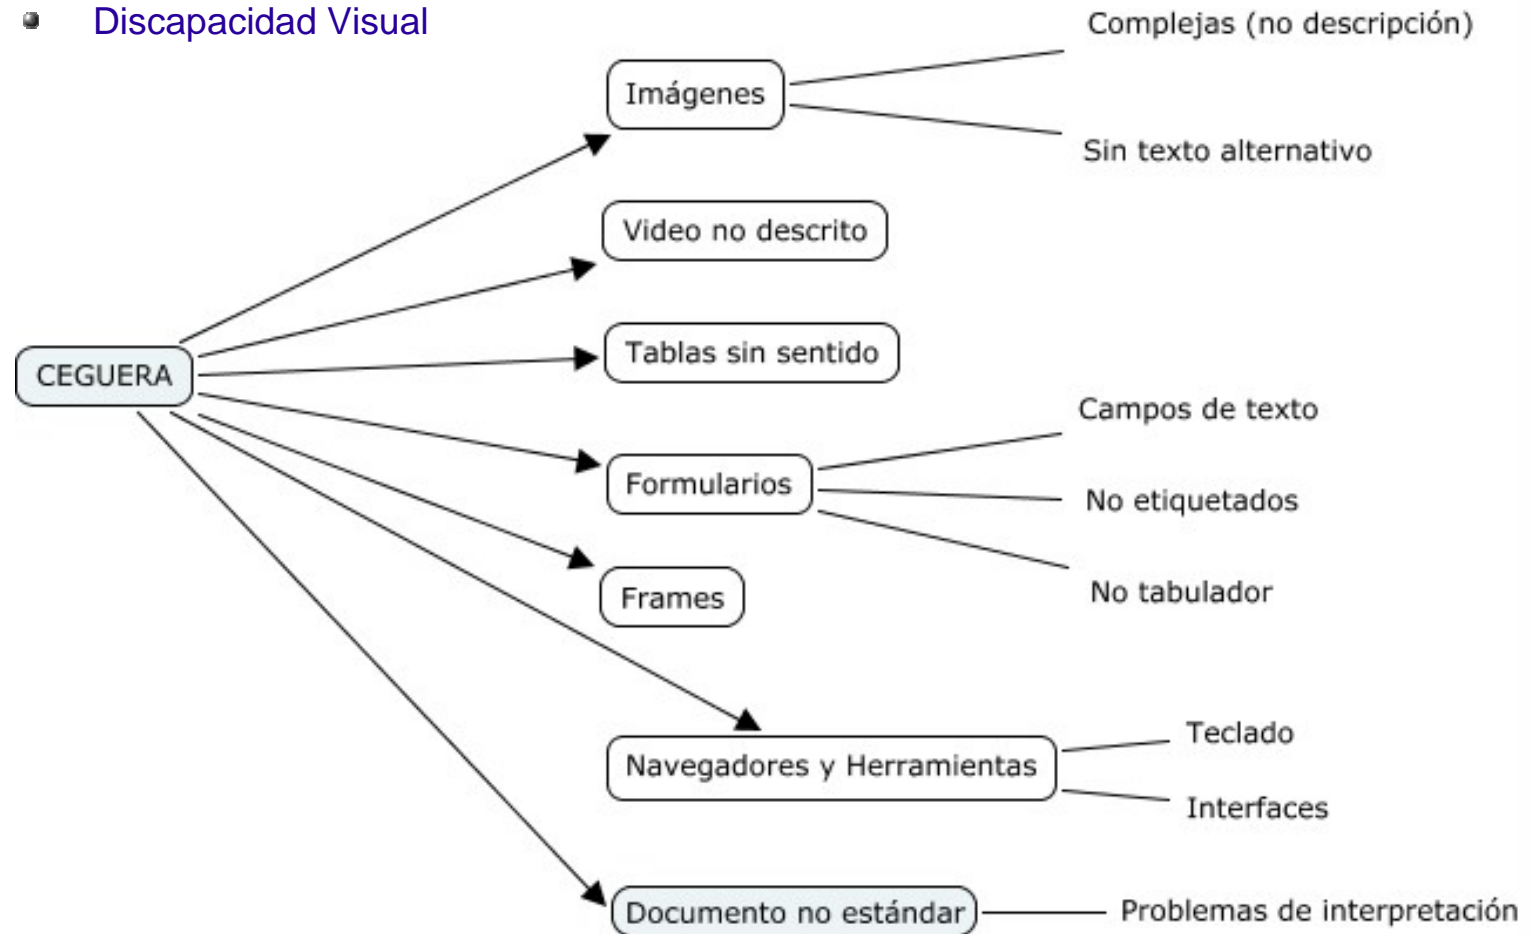 Discapacidad Visual
Complejas (no descripción)
Imágenes
Sin texto alternativo
Video no descrito
Tablas sin sentido
CEGUERA
Campos de texto
Formularios
No etiquetados
Frames
No tabulador
Teclado
Navegadores y Herramientas
Interfaces
Documento no estándar
Problemas de interpretación